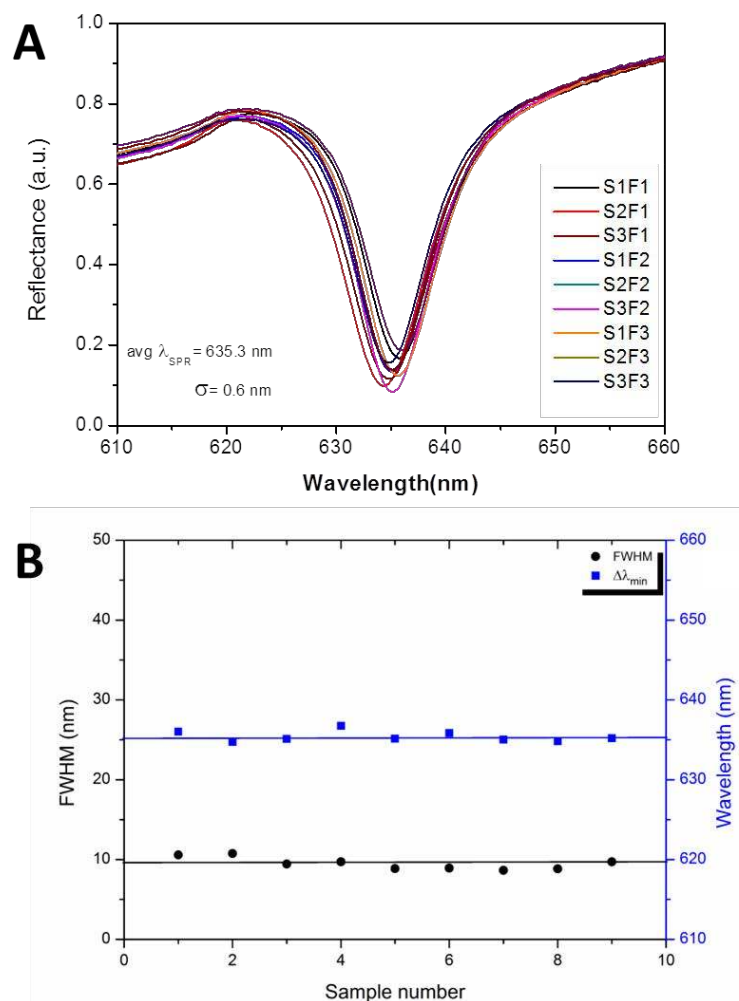 A
1.0
0.8
0.6
0.4
0.2
0.0
Reflectance (a.u.)
S1F1
S2F1
S3F1
S1F2
S2F2
S3F2
S1F3
S2F3
S3F3
avg λSPR = 635.3 nm
σ = 0.6 nm
610 620 630 640 650 660
Wavelength(nm)
B
50
40
30
20
10
0
FWHM (nm)
FWHM
Δλmin
660
650
640
630
620
610
Wavelength (nm)
0 2 4 6 8 10
Sample number